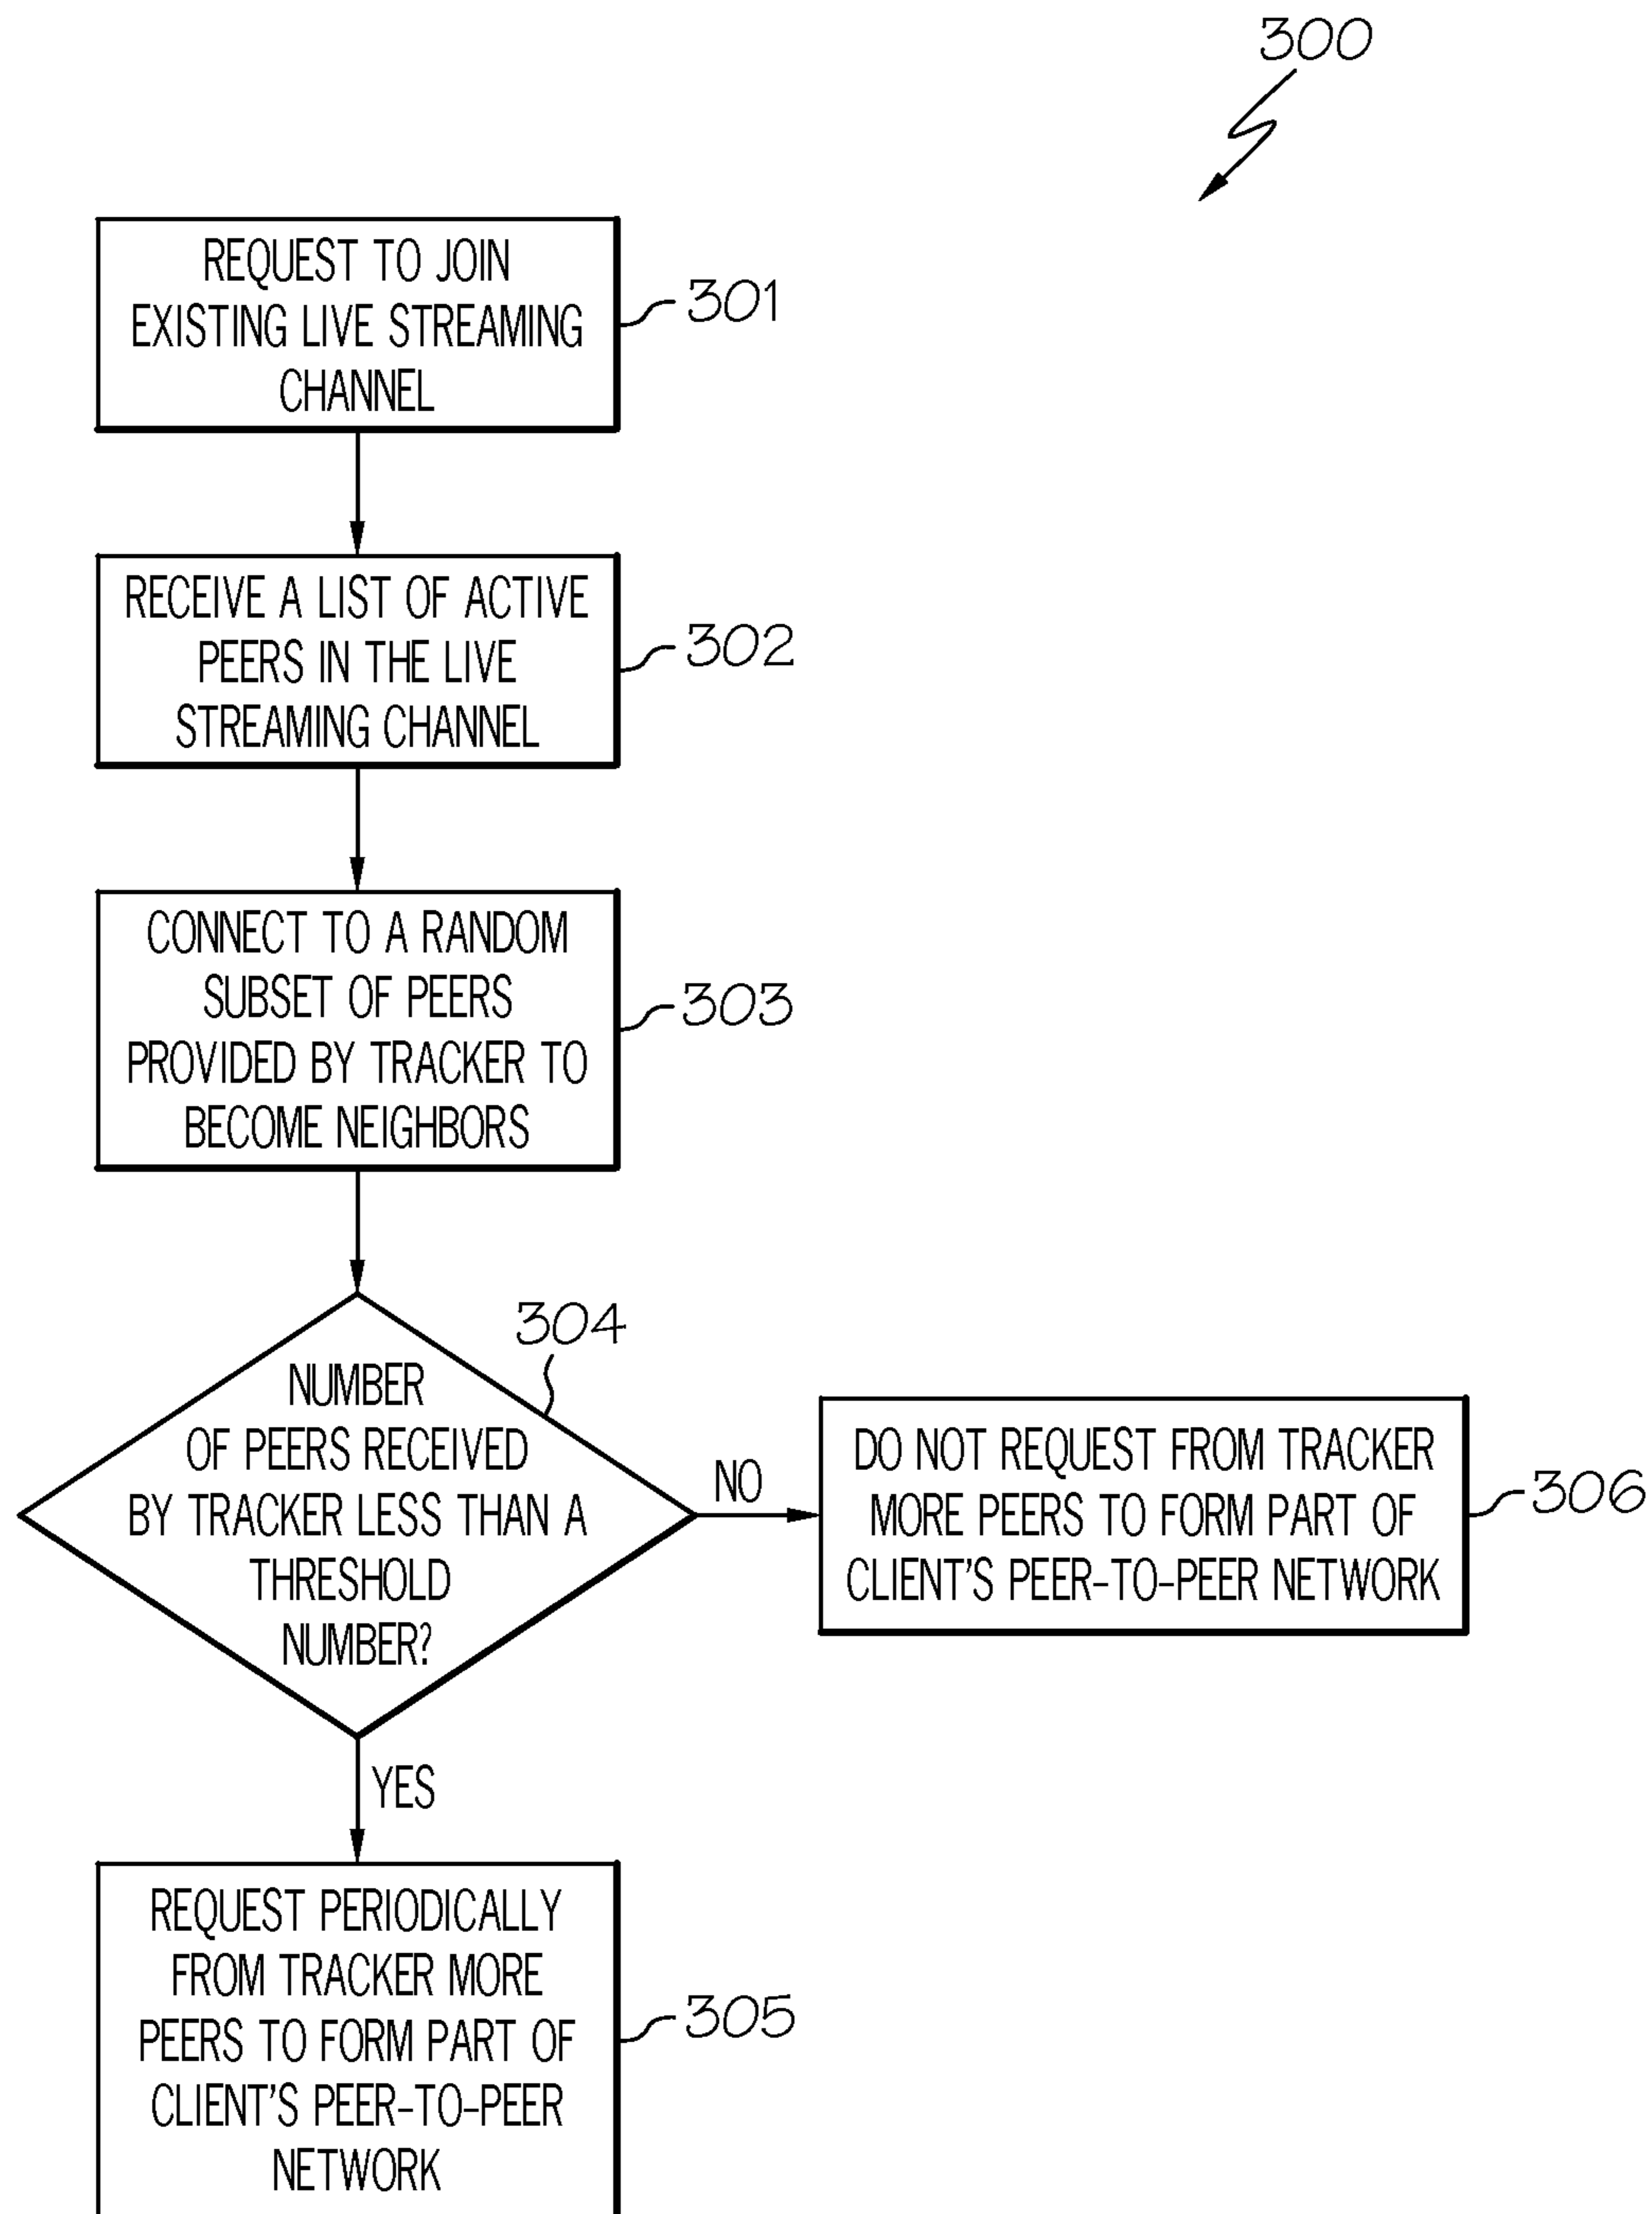 300
REQUEST TO JOIN
EXISTING LIVE STREAMING
CHANNEL
301
RECEIVE A LIST OF ACTIVE
PEERS IN THE LIVE
STREAMING CHANNEL
302
CONNECT TO A RANDOM
SUBSET OF PEERS
PROVIDED BY TRACKER TO
BECOME NEIGHBORS
303
304
NUMBER
OF PEERS RECEIVED
BY TRACKER LESS THAN A
THRESHOLD
NUMBER?
NO
DO NOT REQUEST FROM TRACKER
MORE PEERS TO FORM PART OF
CLIENT'S PEER-TO-PEER NETWORK
306
YES
REQUEST PERIODICALLY
FROM TRACKER MORE
PEERS TO FORM PART OF
CLIENT'S PEER-TO-PEER
NETWORK
305